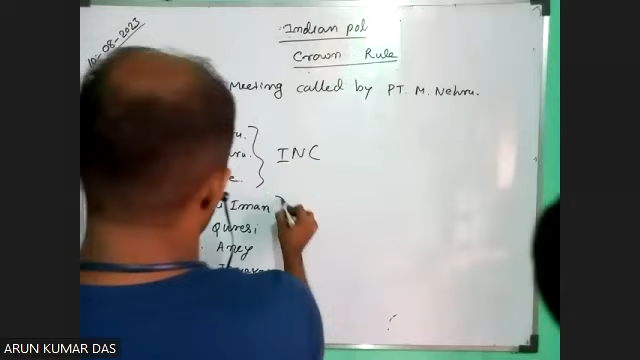 10-08-2023
Indian pol
Crown Rule
Meeting called by PT. M. Nehru.
INC
Iman
Quresi
Aney
ARUN KUMAR DAS